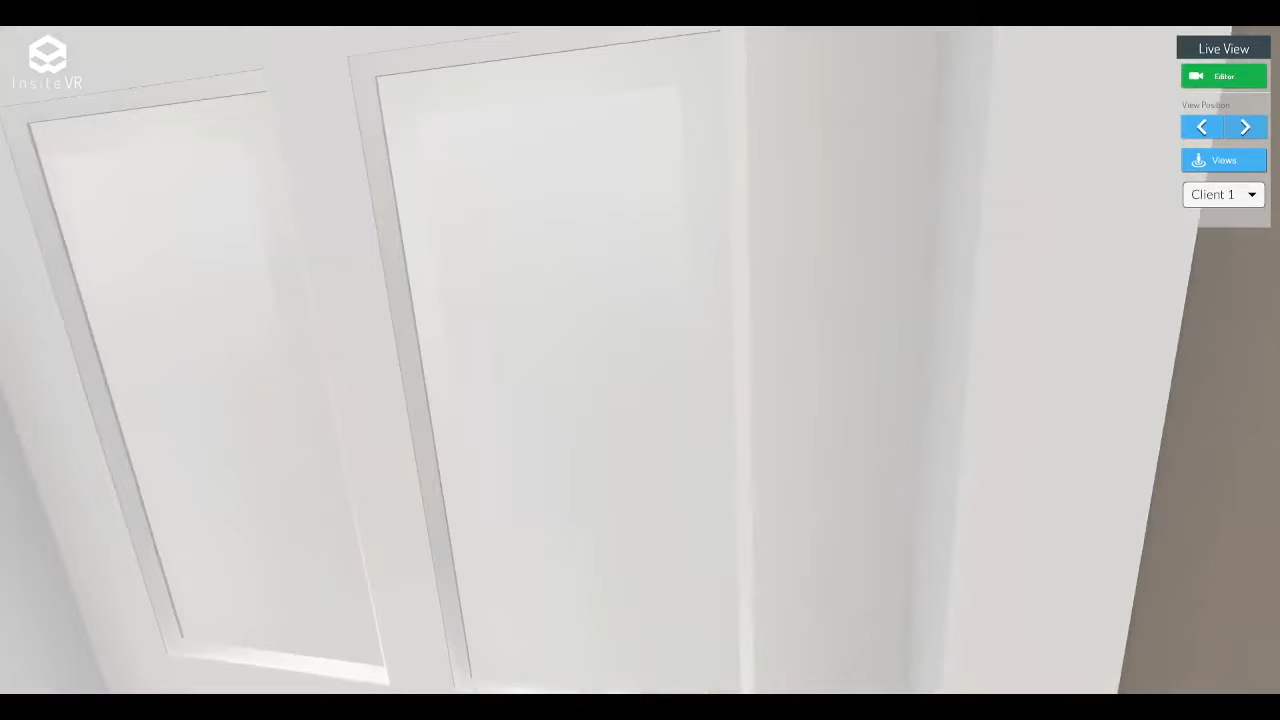 InsiteVR
Live View
Editor
View Position
Views
Client 1